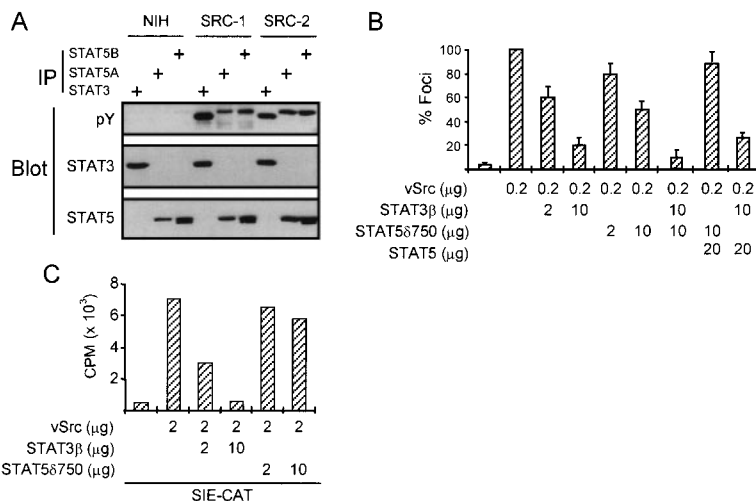 A
NIH SRC-1 SRC-2
STAT5B + + +
IP STAT5A + + +
STAT3 + + +
Blot
pY
STAT3
STAT5
B
% Foci
100
80
60
40
20
vSrc (µg) 0.2 0.2 0.2 0.2 0.2 0.2 0.2 0.2
STAT3β (µg) 2 10 10 10
STAT5δ750 (µg) 2 10 10 10
STAT5 (µg) 20 20
C
CPM (x 10³)
8
6
4
2
vSrc (µg) 2 2 2 2 2
STAT3β (µg) 2 10
STAT5δ750 (µg) 2 10
SIE-CAT